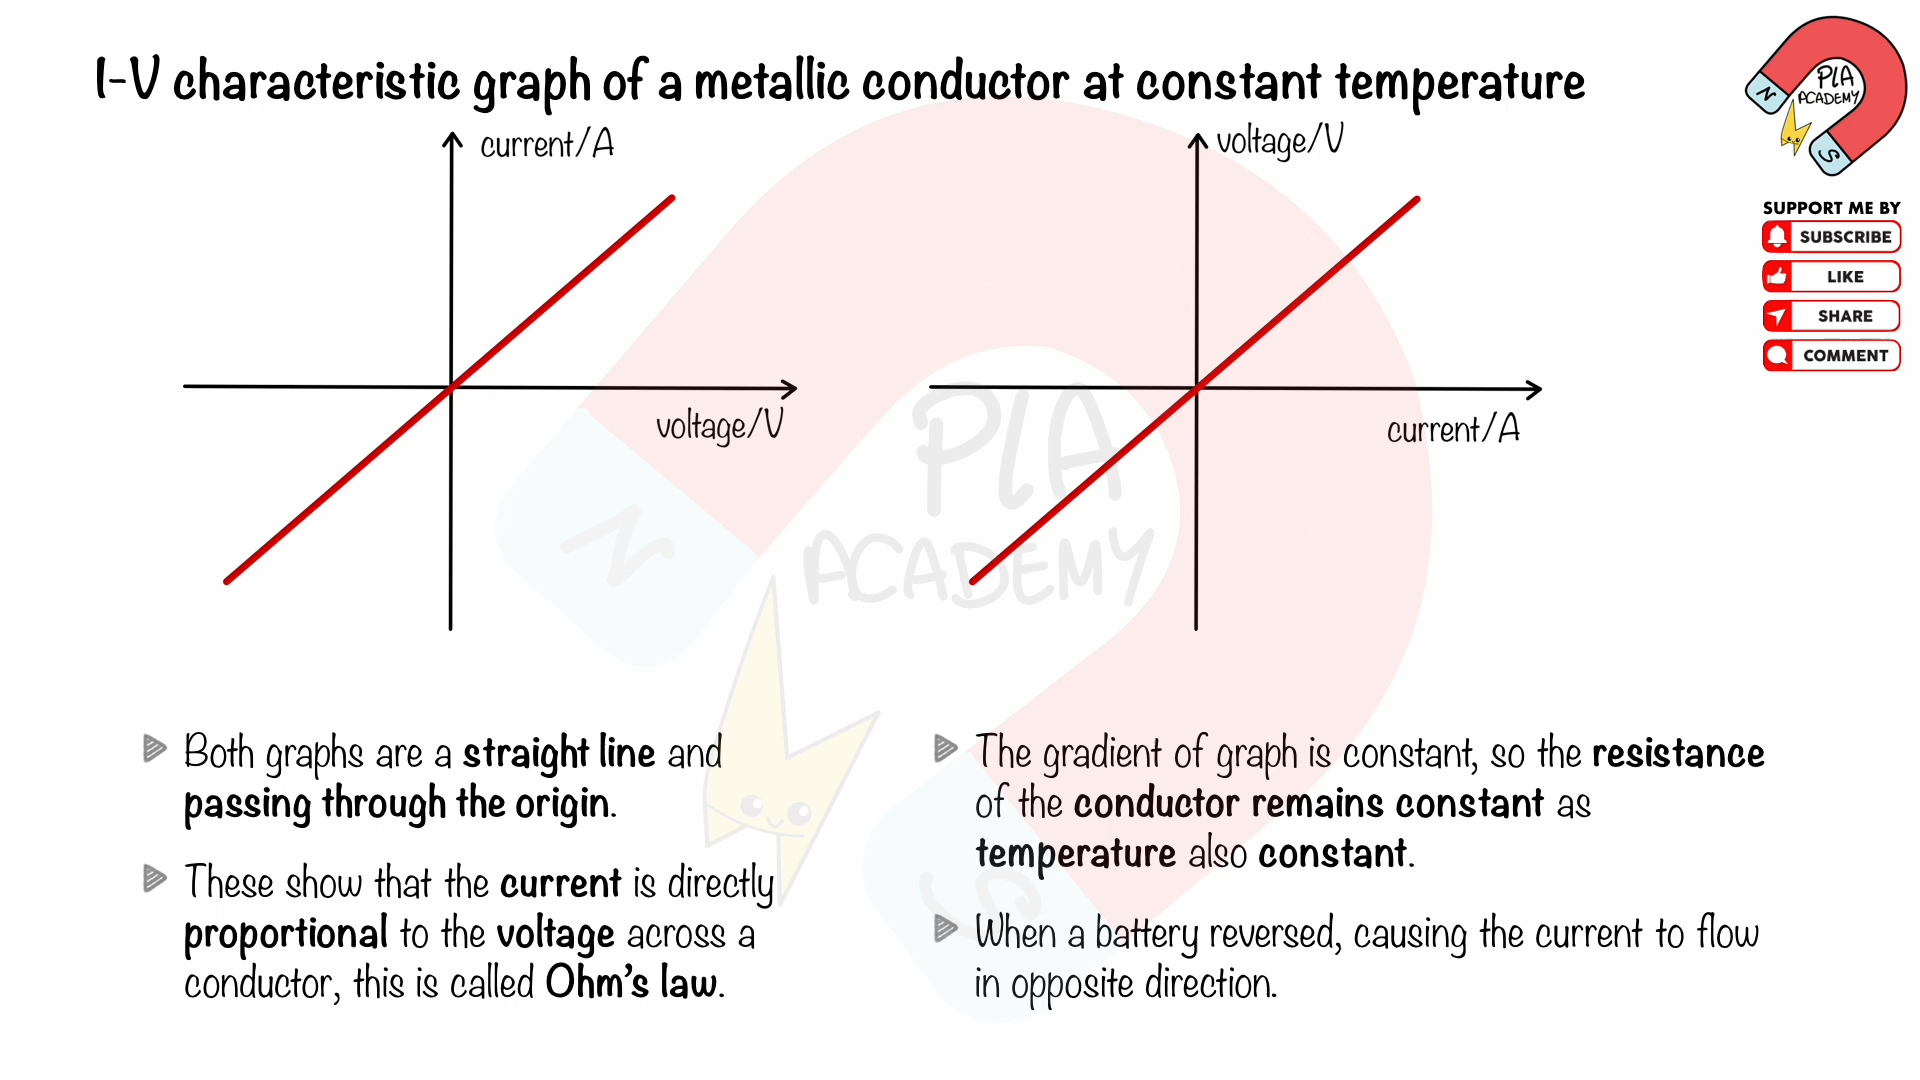 I-V characteristic graph of a metallic conductor at constant temperature
PLA
ACADEMY
N
S
SUPPORT ME BY
SUBSCRIBE
LIKE
SHARE
COMMENT
current/A
voltage/V
voltage/V
current/A
PLA
ACADEMY
N
S
Both graphs are a straight line and
passing through the origin.
These show that the current is directly
proportional to the voltage across a
conductor, this is called Ohm's law.
The gradient of graph is constant, so the resistance
of the conductor remains constant as
temperature also constant.
When a battery reversed, causing the current to flow
in opposite direction.